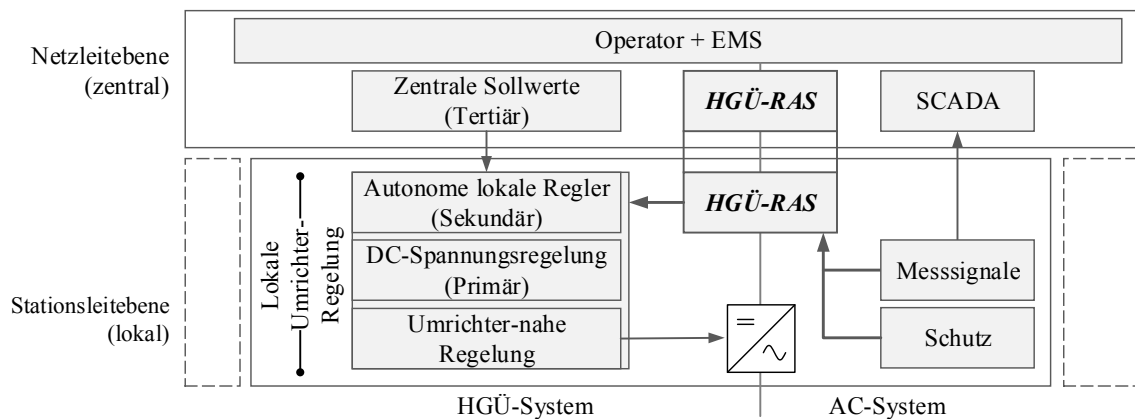 Operator + EMS
Netzleitebene
(zentral)
Zentrale Sollwerte
(Tertiär)
HGÜ-RAS
SCADA
Autonome lokale Regler
(Sekundär)
HGÜ-RAS
Lokale
Umrichter-
Regelung
DC-Spannungsregelung
(Primär)
Messsignale
Stationsleitebene
(lokal)
Umrichter-nahe
Regelung
Schutz
HGÜ-System
AC-System